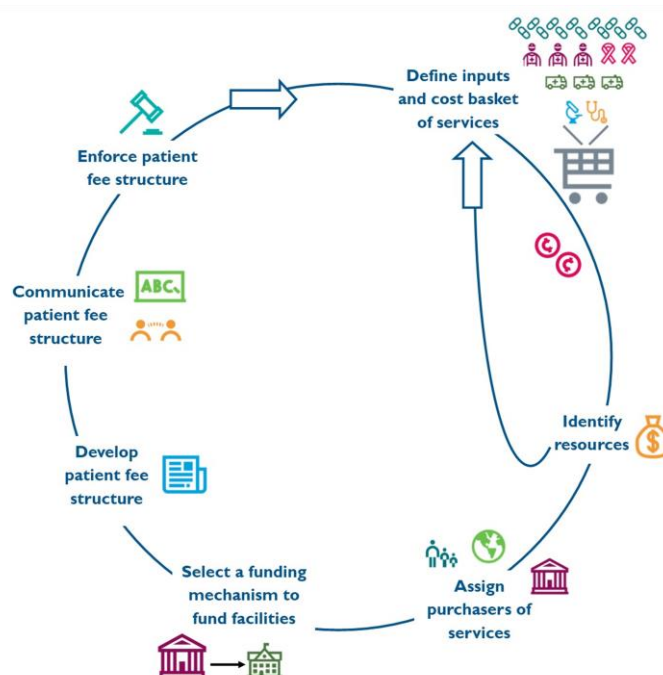 Define inputs
and cost basket
of services
Identify
resources
$
Assign
purchasers of
services
Select a funding
mechanism to
fund facilities
Develop
patient fee
structure
Communicate
patient fee
structure
ABC
Enforce patient
fee structure